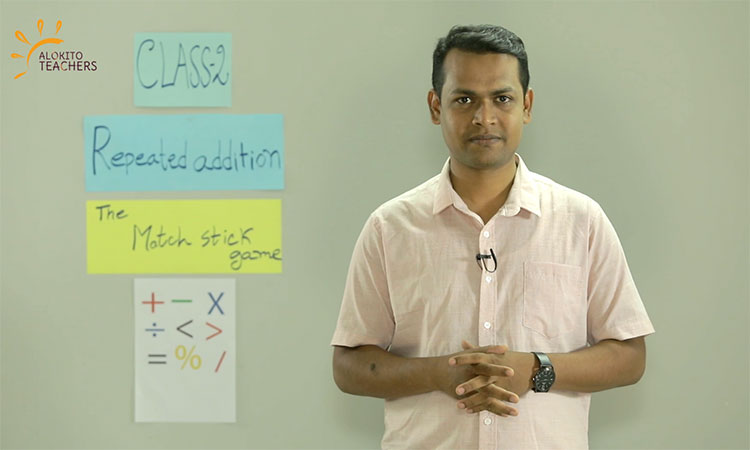 ALOKITO
TEACHERS
CLASS-2
Repeated addition
The
Match stick
game
+ − X
÷ < >
= % /